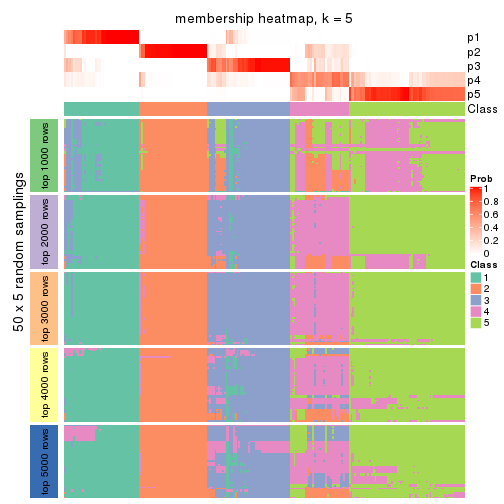 membership heatmap, k = 5
p1
p2
p3
p4
p5
Class
50 x 5 random samplings
top 1000 rows
top 2000 rows
top 3000 rows
top 4000 rows
top 5000 rows
Prob
1
0.8
0.6
0.4
0.2
0
Class
1
2
3
4
5